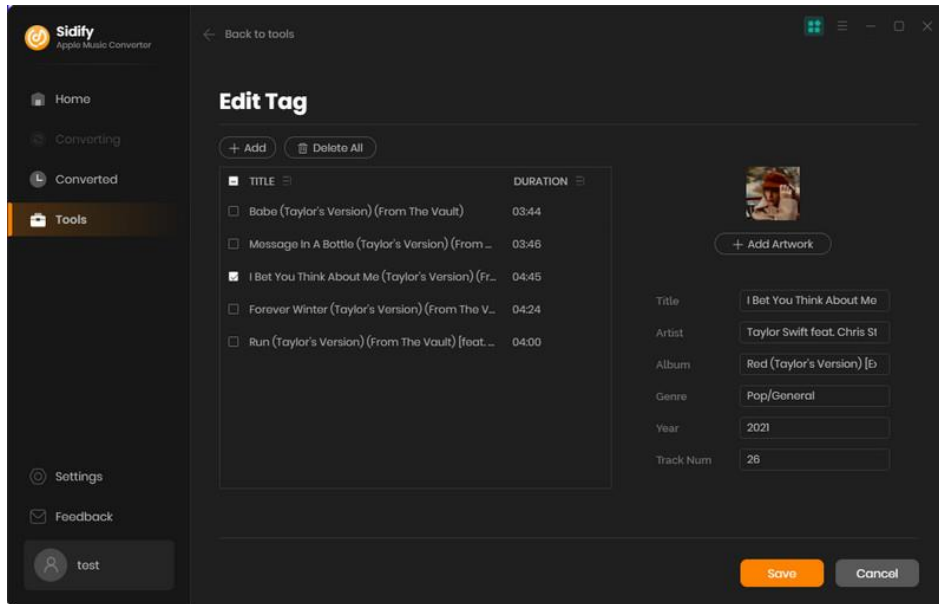 Sidify
Apple Music Converter
Back to tools
Home
Converting
Converted
Tools
Settings
Feedback
test
Edit Tag
+ Add
Delete All
TITLE DURATION
Babe (Taylor's Version) (From The Vault) 03:44
Message In A Bottle (Taylor's Version) (From ... 03:46
I Bet You Think About Me (Taylor's Version) (Fr... 04:45
Forever Winter (Taylor's Version) (From The V... 04:24
Run (Taylor's Version) (From The Vault) [feat. ... 04:00
+ Add Artwork
Title I Bet You Think About Me
Artist Taylor Swift feat. Chris St
Album Red (Taylor's Version) [E
Genre Pop/General
Year 2021
Track Num 26
Save
Cancel